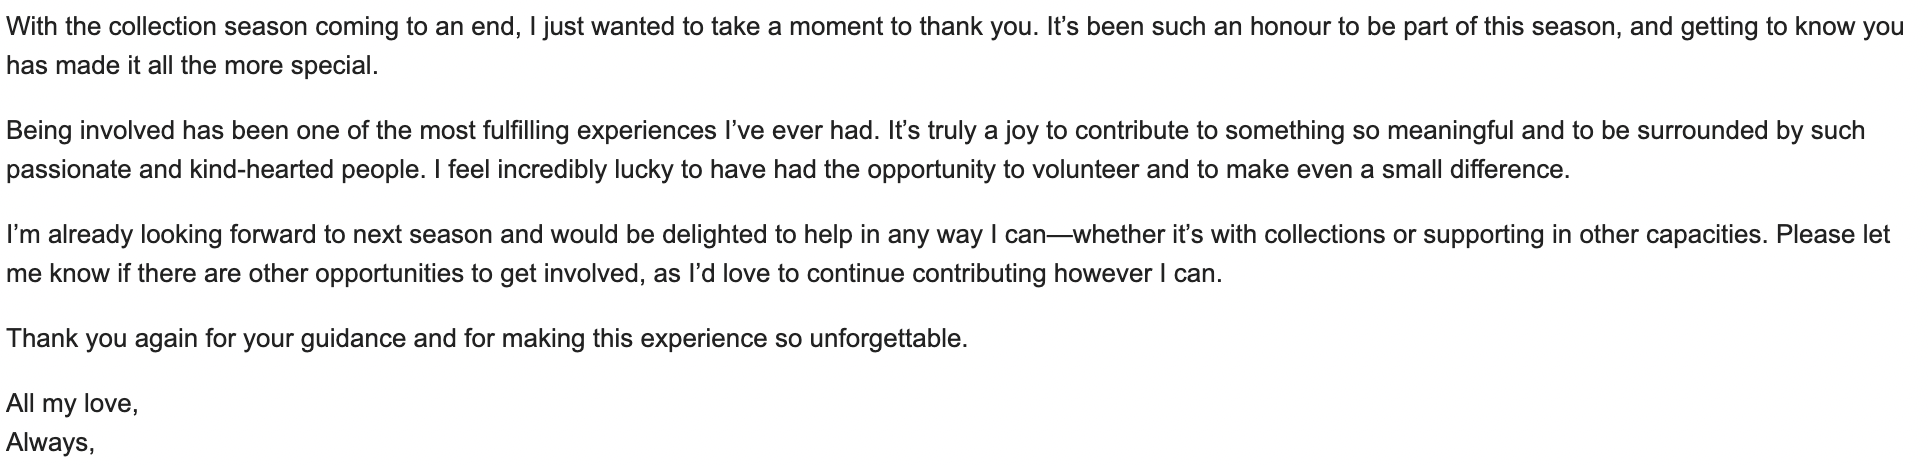 With the collection season coming to an end, I just wanted to take a moment to thank you. It’s been such an honour to be part of this season, and getting to know you
has made it all the more special.
Being involved has been one of the most fulfilling experiences I’ve ever had. It’s truly a joy to contribute to something so meaningful and to be surrounded by such
passionate and kind-hearted people. I feel incredibly lucky to have had the opportunity to volunteer and to make even a small difference.
I’m already looking forward to next season and would be delighted to help in any way I can—whether it’s with collections or supporting in other capacities. Please let
me know if there are other opportunities to get involved, as I’d love to continue contributing however I can.
Thank you again for your guidance and for making this experience so unforgettable.
All my love,
Always,